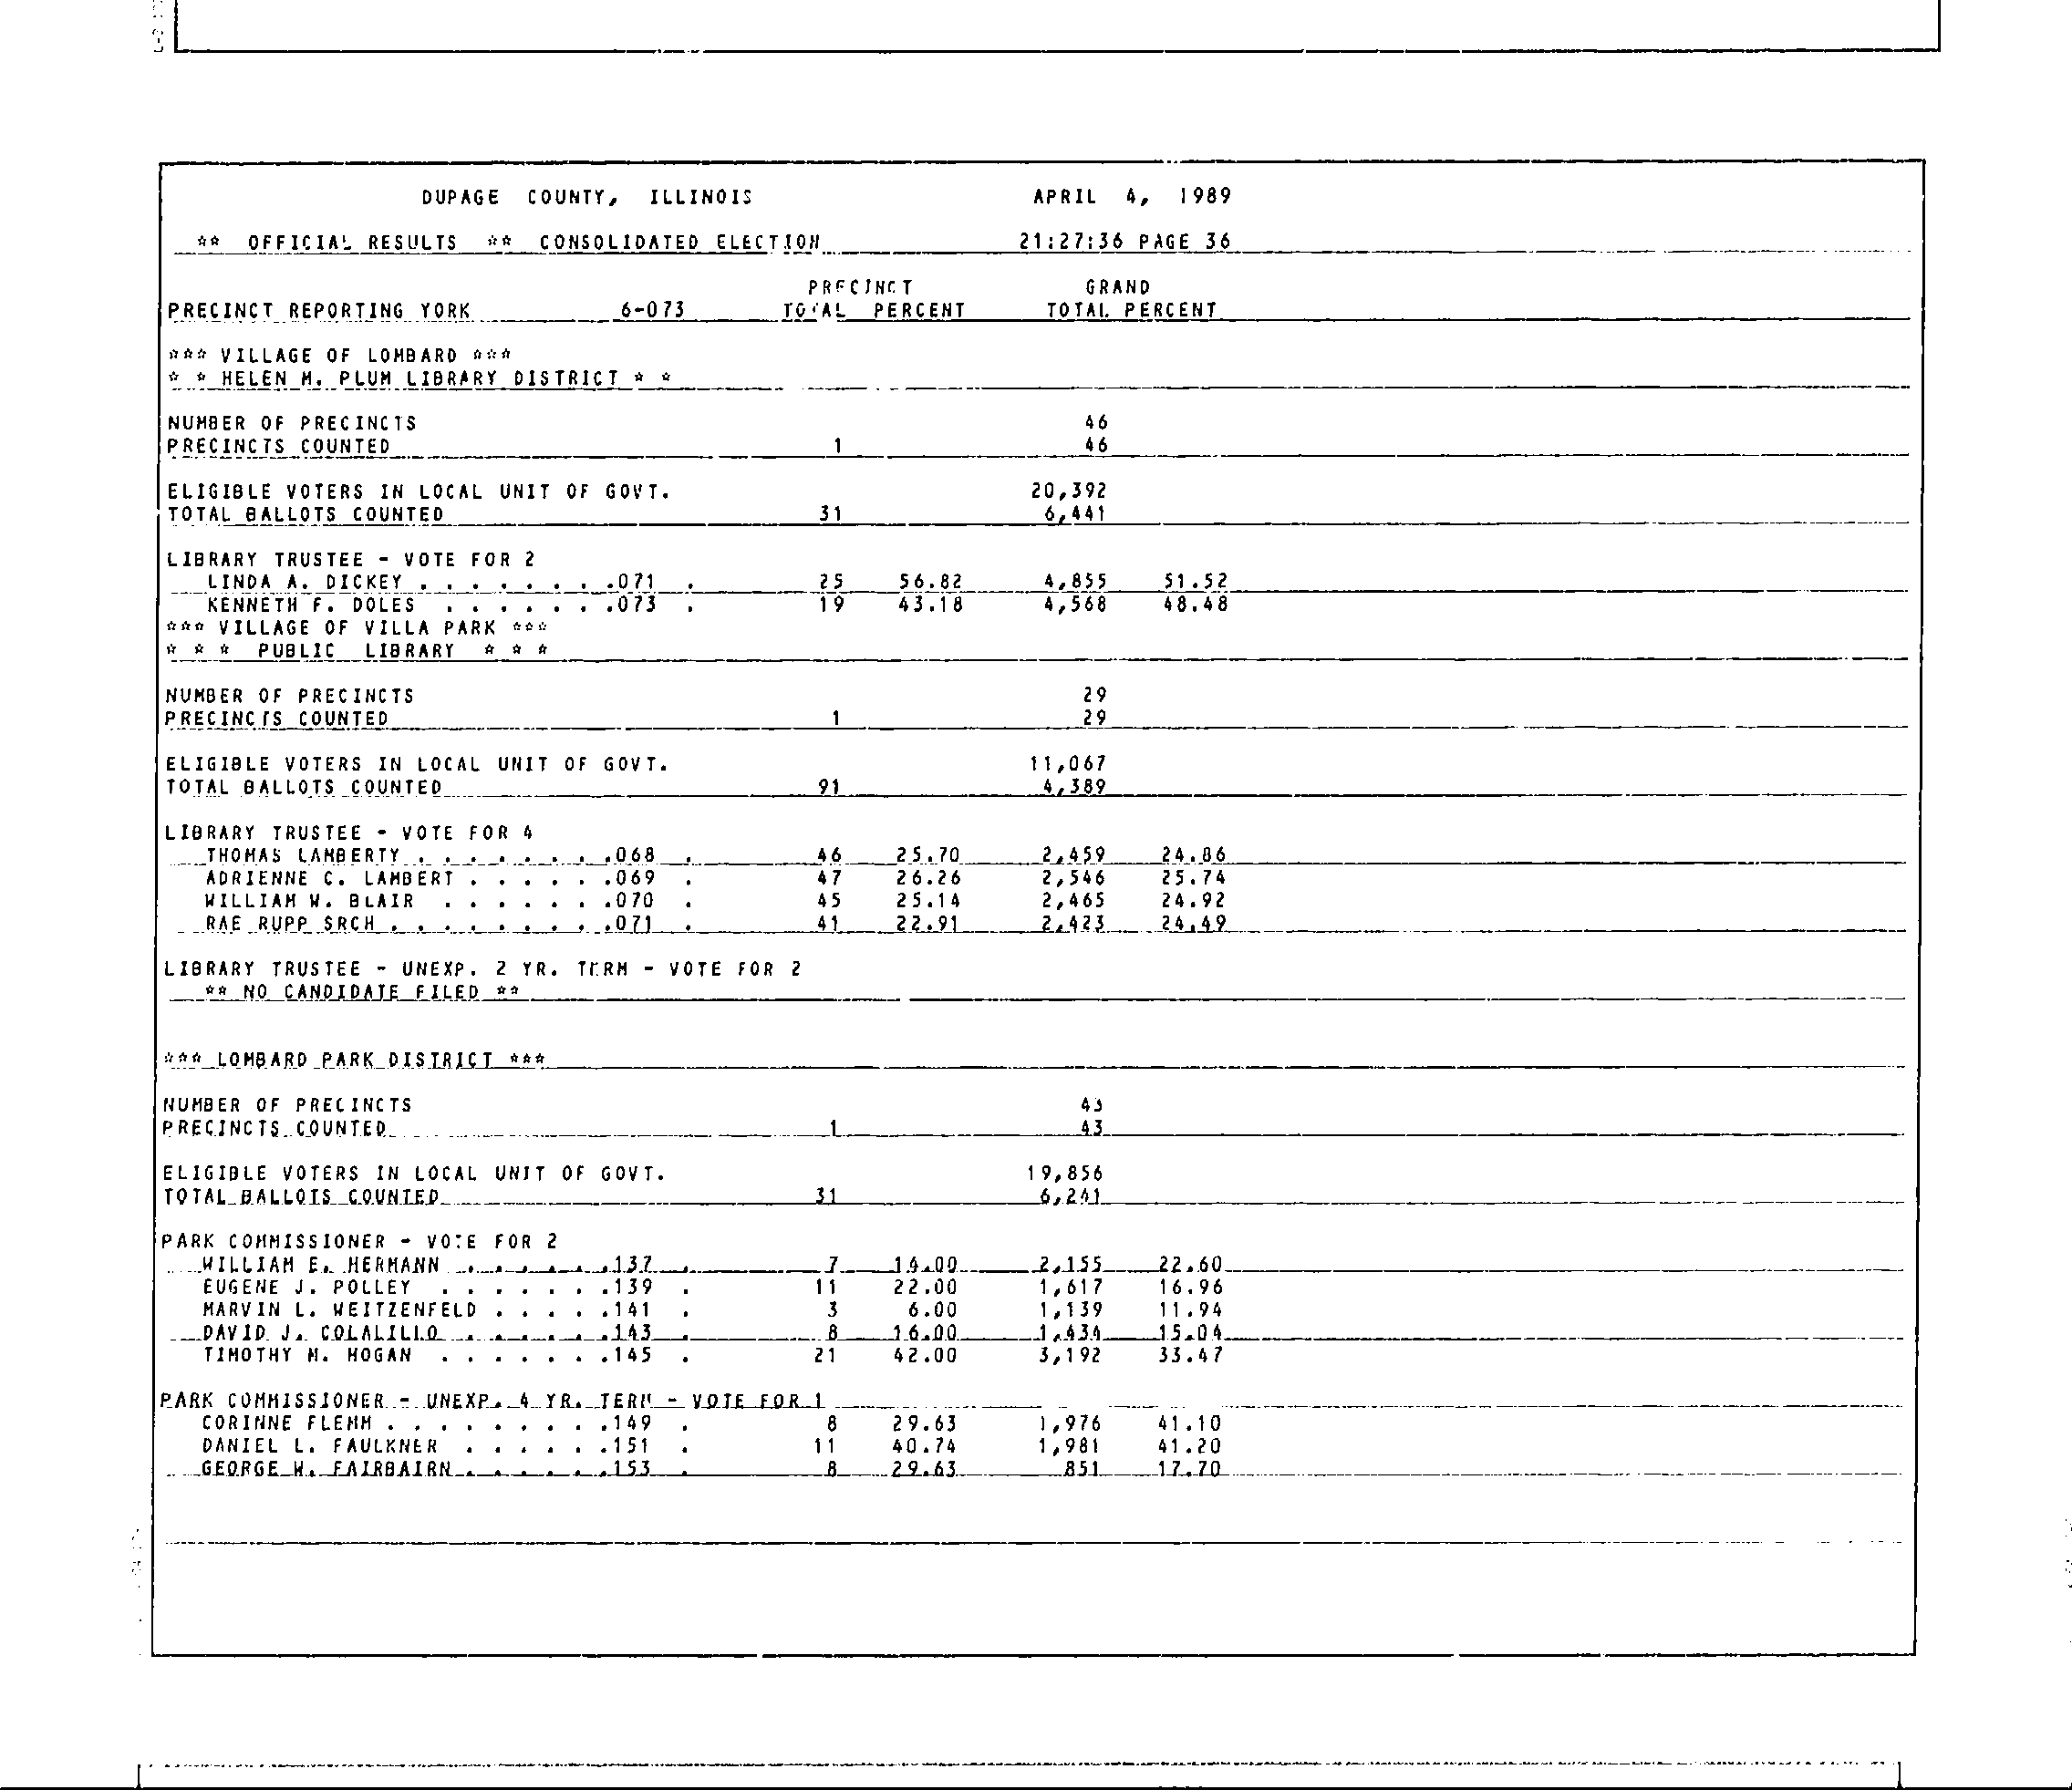 DUPAGE COUNTY, ILLINOIS APRIL 4, 1989
** OFFICIAL RESULTS ** CONSOLIDATED ELECTION 21:27:36 PAGE 36
PRECINCT GRAND
PRECINCT REPORTING YORK 6-073 TOTAL PERCENT TOTAL PERCENT
*** VILLAGE OF LOMBARD ***
* * HELEN M. PLUM LIBRARY DISTRICT * *
NUMBER OF PRECINCTS 46
PRECINCTS COUNTED 1 46
ELIGIBLE VOTERS IN LOCAL UNIT OF GOVT. 20,392
TOTAL BALLOTS COUNTED 31 6,441
LIBRARY TRUSTEE - VOTE FOR 2
LINDA A. DICKEY . . . . . . . .071 . 25 56.82 4,855 51.52
KENNETH F. DOLES . . . . . . .073 . 19 43.18 4,568 48.48
*** VILLAGE OF VILLA PARK ***
* * * PUBLIC LIBRARY * * *
NUMBER OF PRECINCTS 29
PRECINCTS COUNTED 1 29
ELIGIBLE VOTERS IN LOCAL UNIT OF GOVT. 11,067
TOTAL BALLOTS COUNTED 91 4,389
LIBRARY TRUSTEE - VOTE FOR 4
THOMAS LAMBERTY . . . . . . . .068 . 46 25.70 2,459 24.86
ADRIENNE C. LAMBERT . . . . . .069 . 47 26.26 2,546 25.74
WILLIAM W. BLAIR . . . . . . .070 . 45 25.14 2,465 24.92
RAE RUPP SRCH . . . . . . . . .071 . 41 22.91 2,423 24.49
LIBRARY TRUSTEE - UNEXP. 2 YR. TERM - VOTE FOR 2
** NO CANDIDATE FILED **
*** LOMBARD PARK DISTRICT ***
NUMBER OF PRECINCTS 43
PRECINCTS COUNTED 1 43
ELIGIBLE VOTERS IN LOCAL UNIT OF GOVT. 19,856
TOTAL BALLOTS COUNTED 31 6,241
PARK COMMISSIONER - VOTE FOR 2
WILLIAM E. HERMANN . . . . . .137 . 7 14.00 2,155 22.60
EUGENE J. POLLEY . . . . . . .139 . 11 22.00 1,617 16.96
MARVIN L. WEITZENFELD . . . . .141 . 3 6.00 1,139 11.94
DAVID J. COLALILLO . . . . . .143 . 8 16.00 1,434 15.04
TIMOTHY M. HOGAN . . . . . . .145 . 21 42.00 3,192 33.47
PARK COMMISSIONER - UNEXP. 4 YR. TERM - VOTE FOR 1
CORINNE FLEMM . . . . . . . . .149 . 8 29.63 1,976 41.10
DANIEL L. FAULKNER . . . . . .151 . 11 40.74 1,981 41.20
GEORGE W. FAIRBAIRN . . . . . .153 . 8 29.63 851 17.70